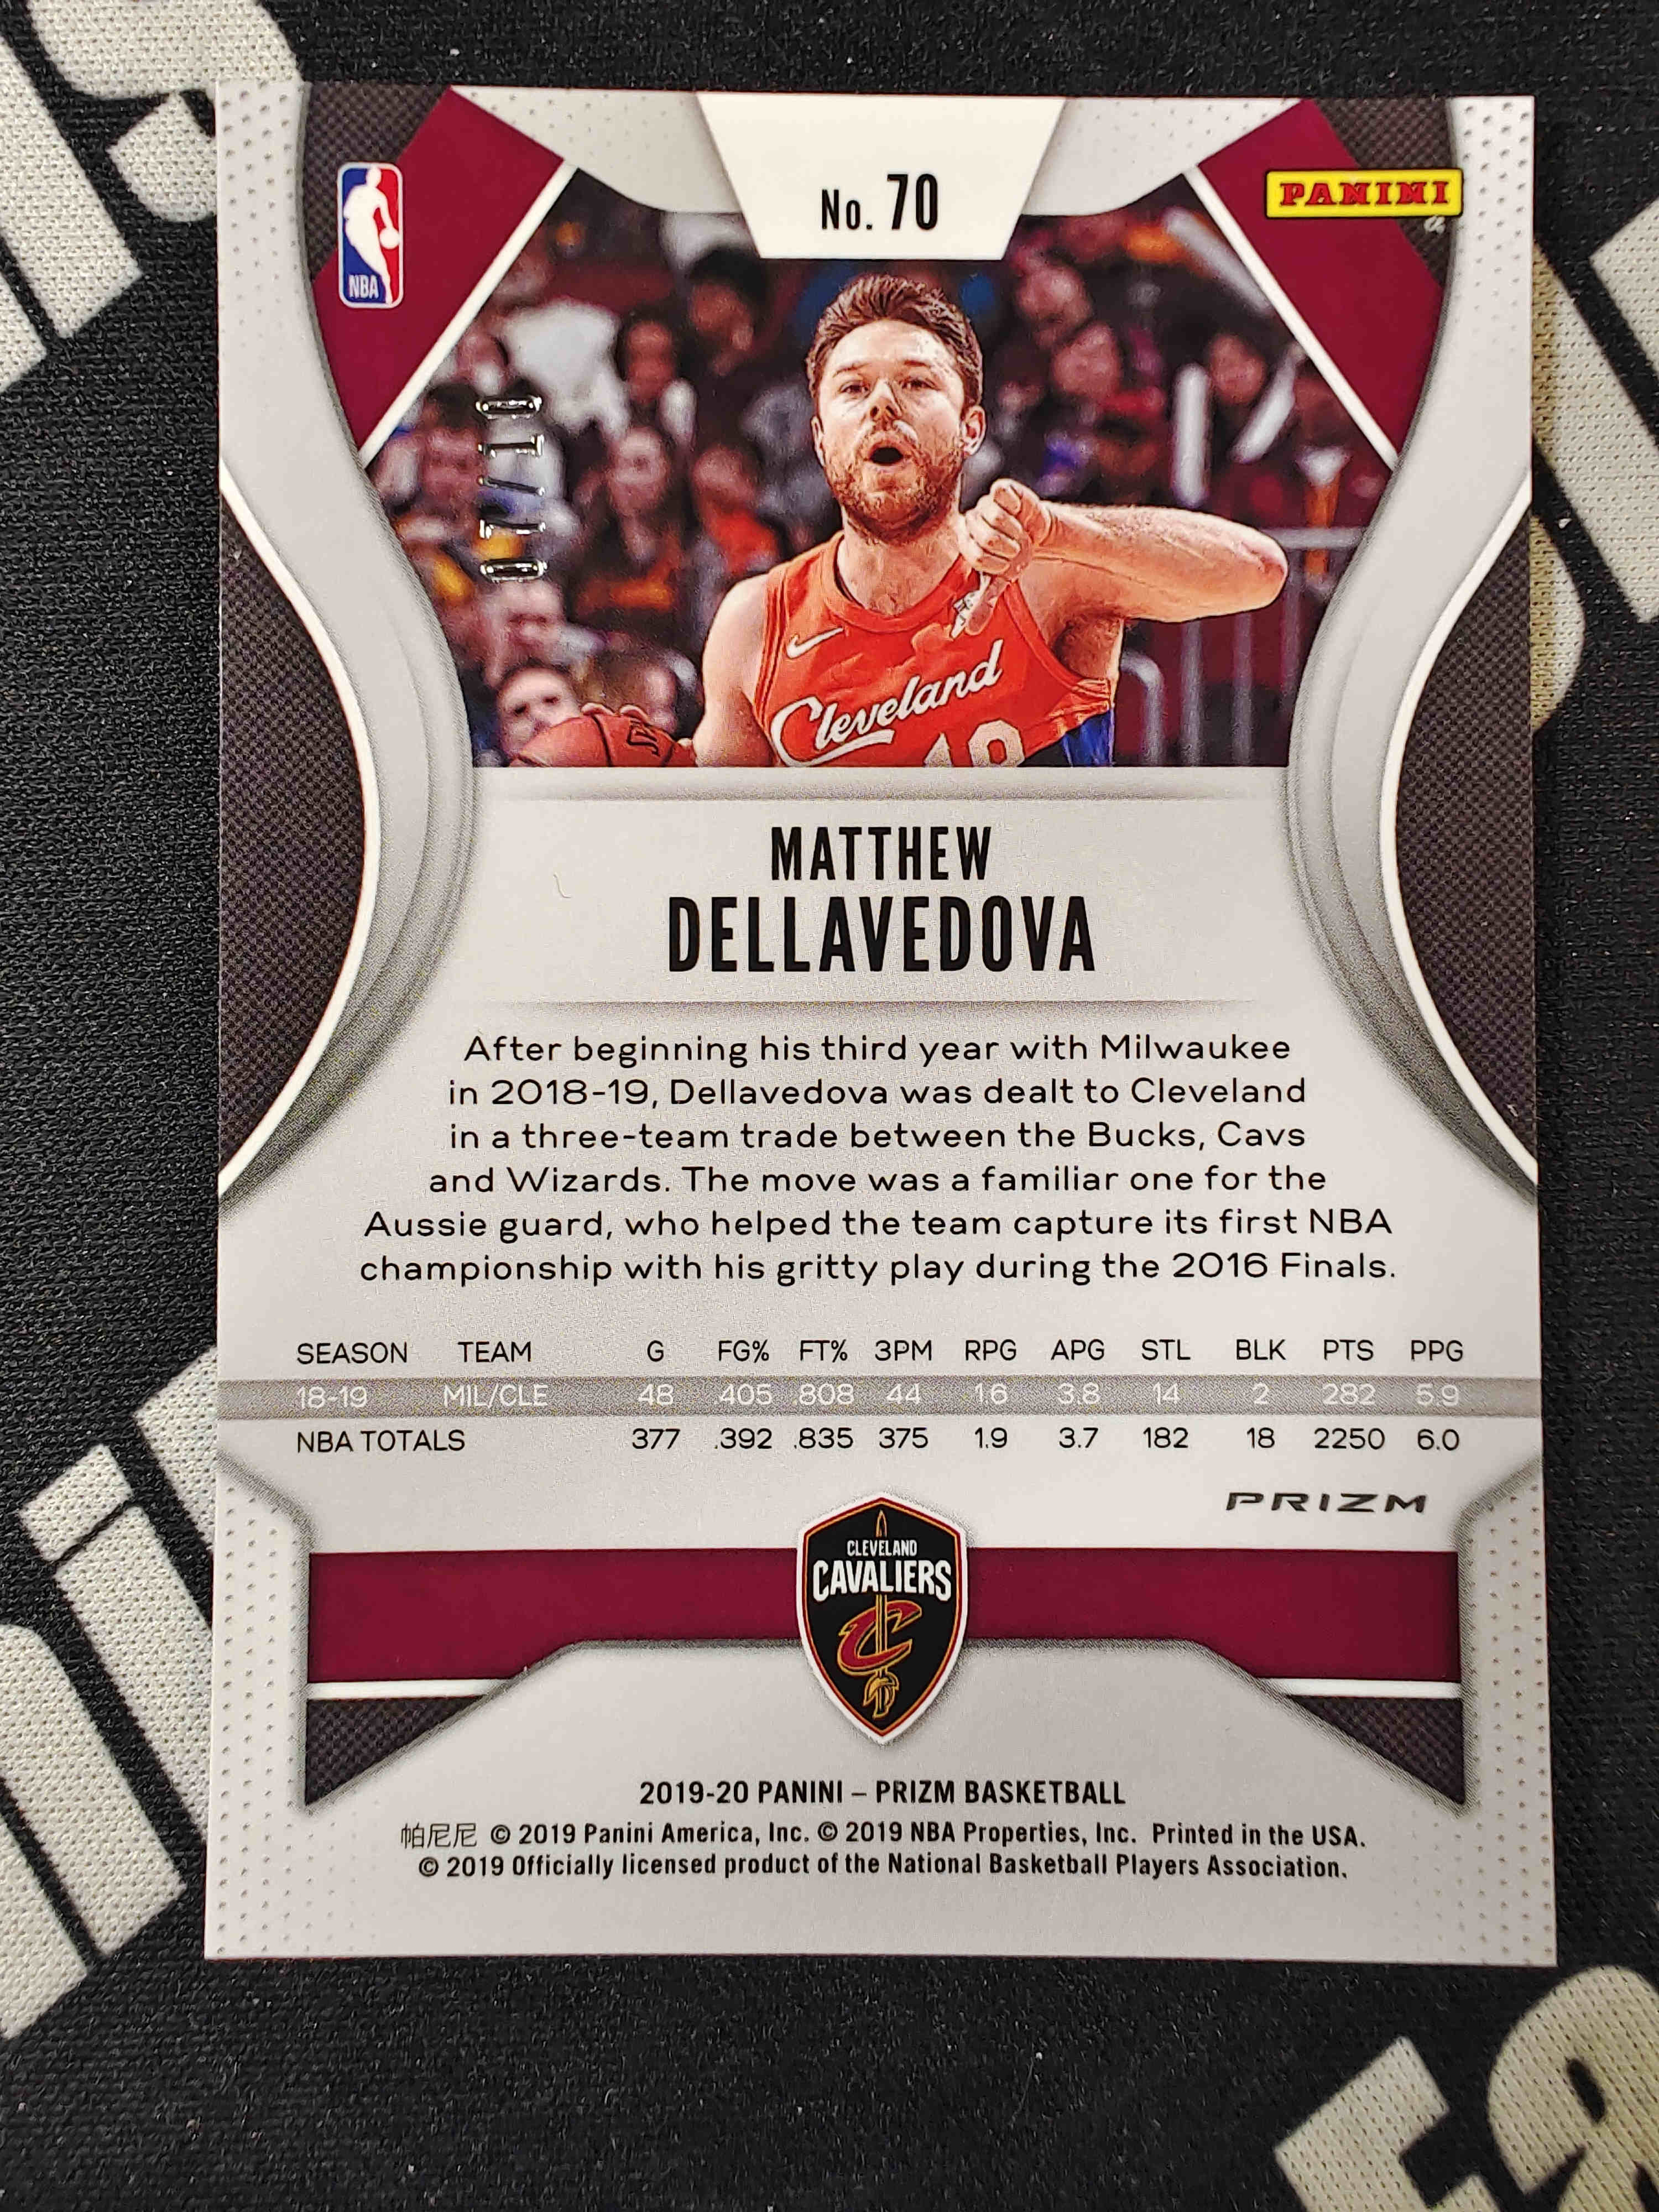 No. 70
PANINI
NBA
01/10
Cleveland
MATTHEW
DELLAVEDOVA
After beginning his third year with Milwaukee
in 2018-19, Dellavedova was dealt to Cleveland
in a three-team trade between the Bucks, Cavs
and Wizards. The move was a familiar one for the
Aussie guard, who helped the team capture its first NBA
championship with his gritty play during the 2016 Finals.
SEASON TEAM G FG% FT% 3PM RPG APG STL BLK PTS PPG
18-19 MIL/CLE 48 .405 .808 44 1.6 3.8 14 2 282 5.9
NBA TOTALS 377 .392 .835 375 1.9 3.7 182 18 2250 6.0
PRIZM
CLEVELAND
CAVALIERS
C
2019-20 PANINI – PRIZM BASKETBALL
帕尼尼 © 2019 Panini America, Inc. © 2019 NBA Properties, Inc. Printed in the USA.
© 2019 Officially licensed product of the National Basketball Players Association.